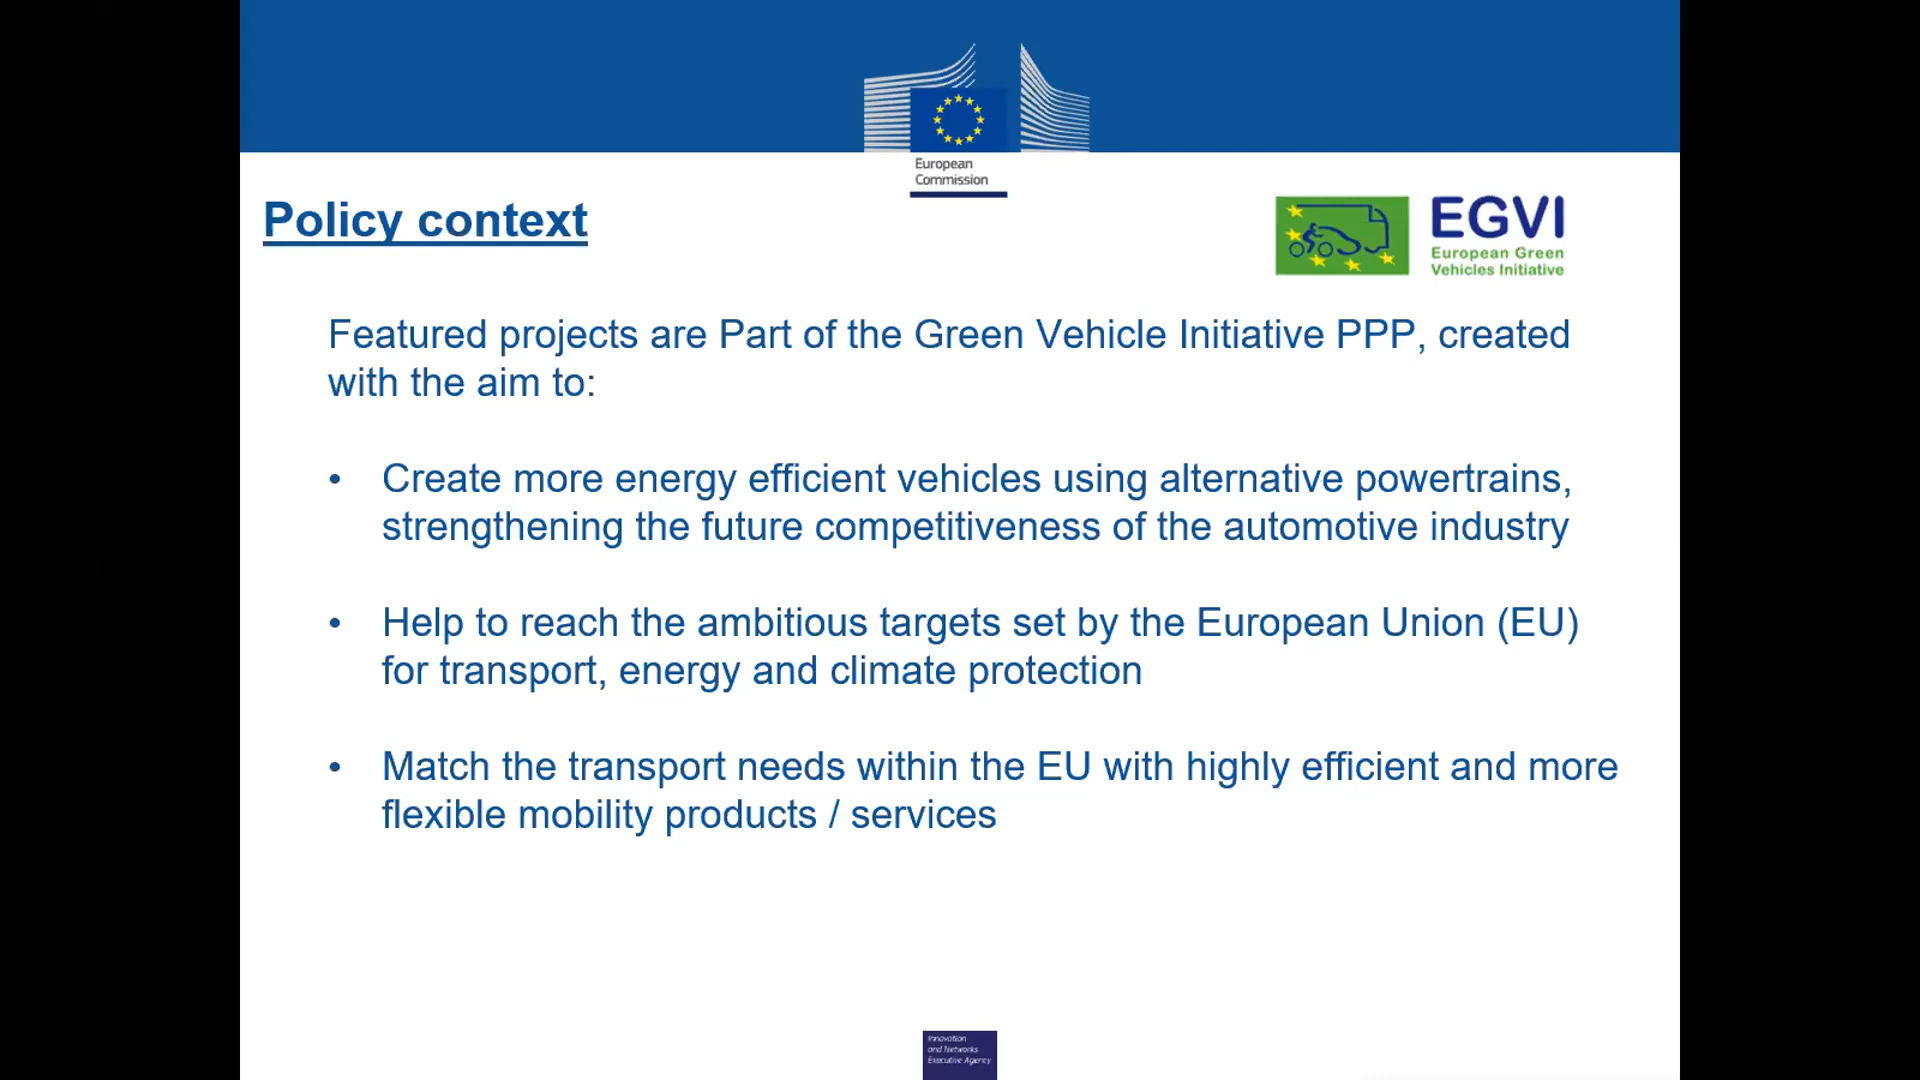 European
Commission
Policy context
EGVI
European Green
Vehicles Initiative
Featured projects are Part of the Green Vehicle Initiative PPP, created
with the aim to:
• Create more energy efficient vehicles using alternative powertrains,
strengthening the future competitiveness of the automotive industry
• Help to reach the ambitious targets set by the European Union (EU)
for transport, energy and climate protection
• Match the transport needs within the EU with highly efficient and more
flexible mobility products / services
Innovation
and Networks
Executive Agency